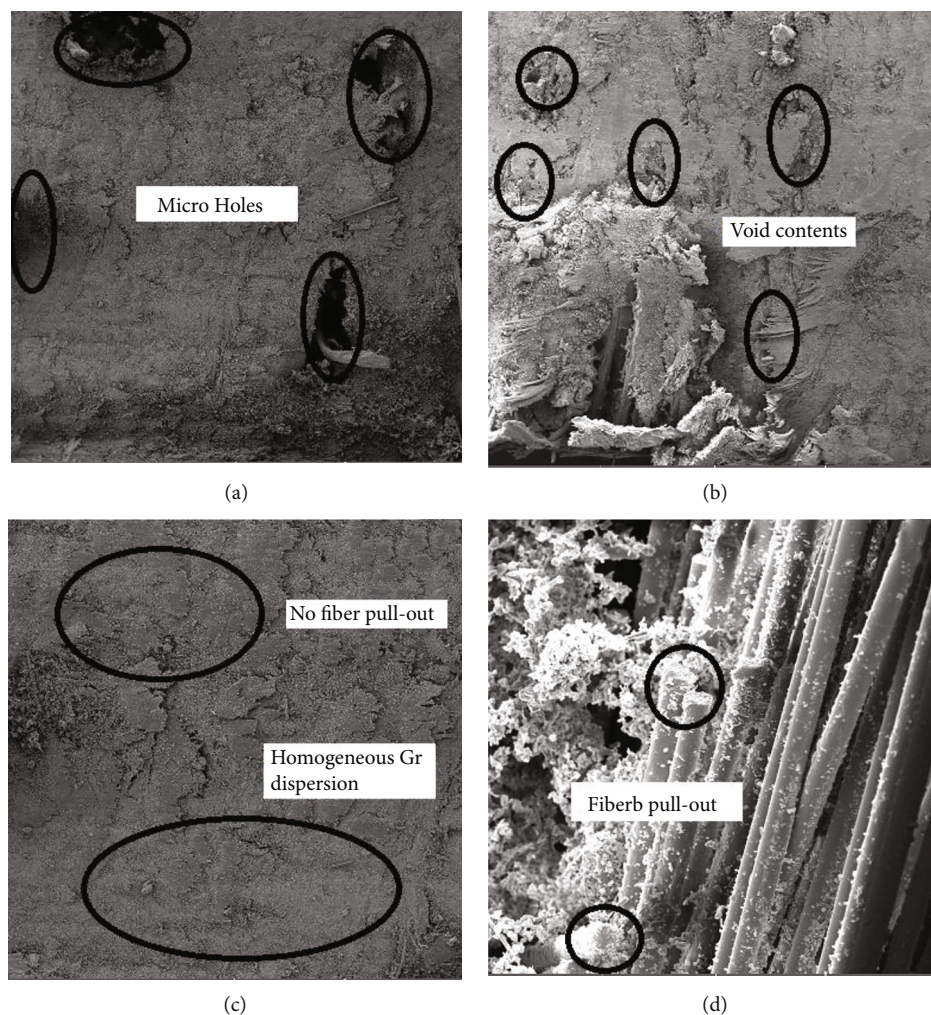 Micro Holes
Void contents
(a)
(b)
No fiber pull-out
Homogeneous Gr
dispersion
Fiberb pull-out
(c)
(d)